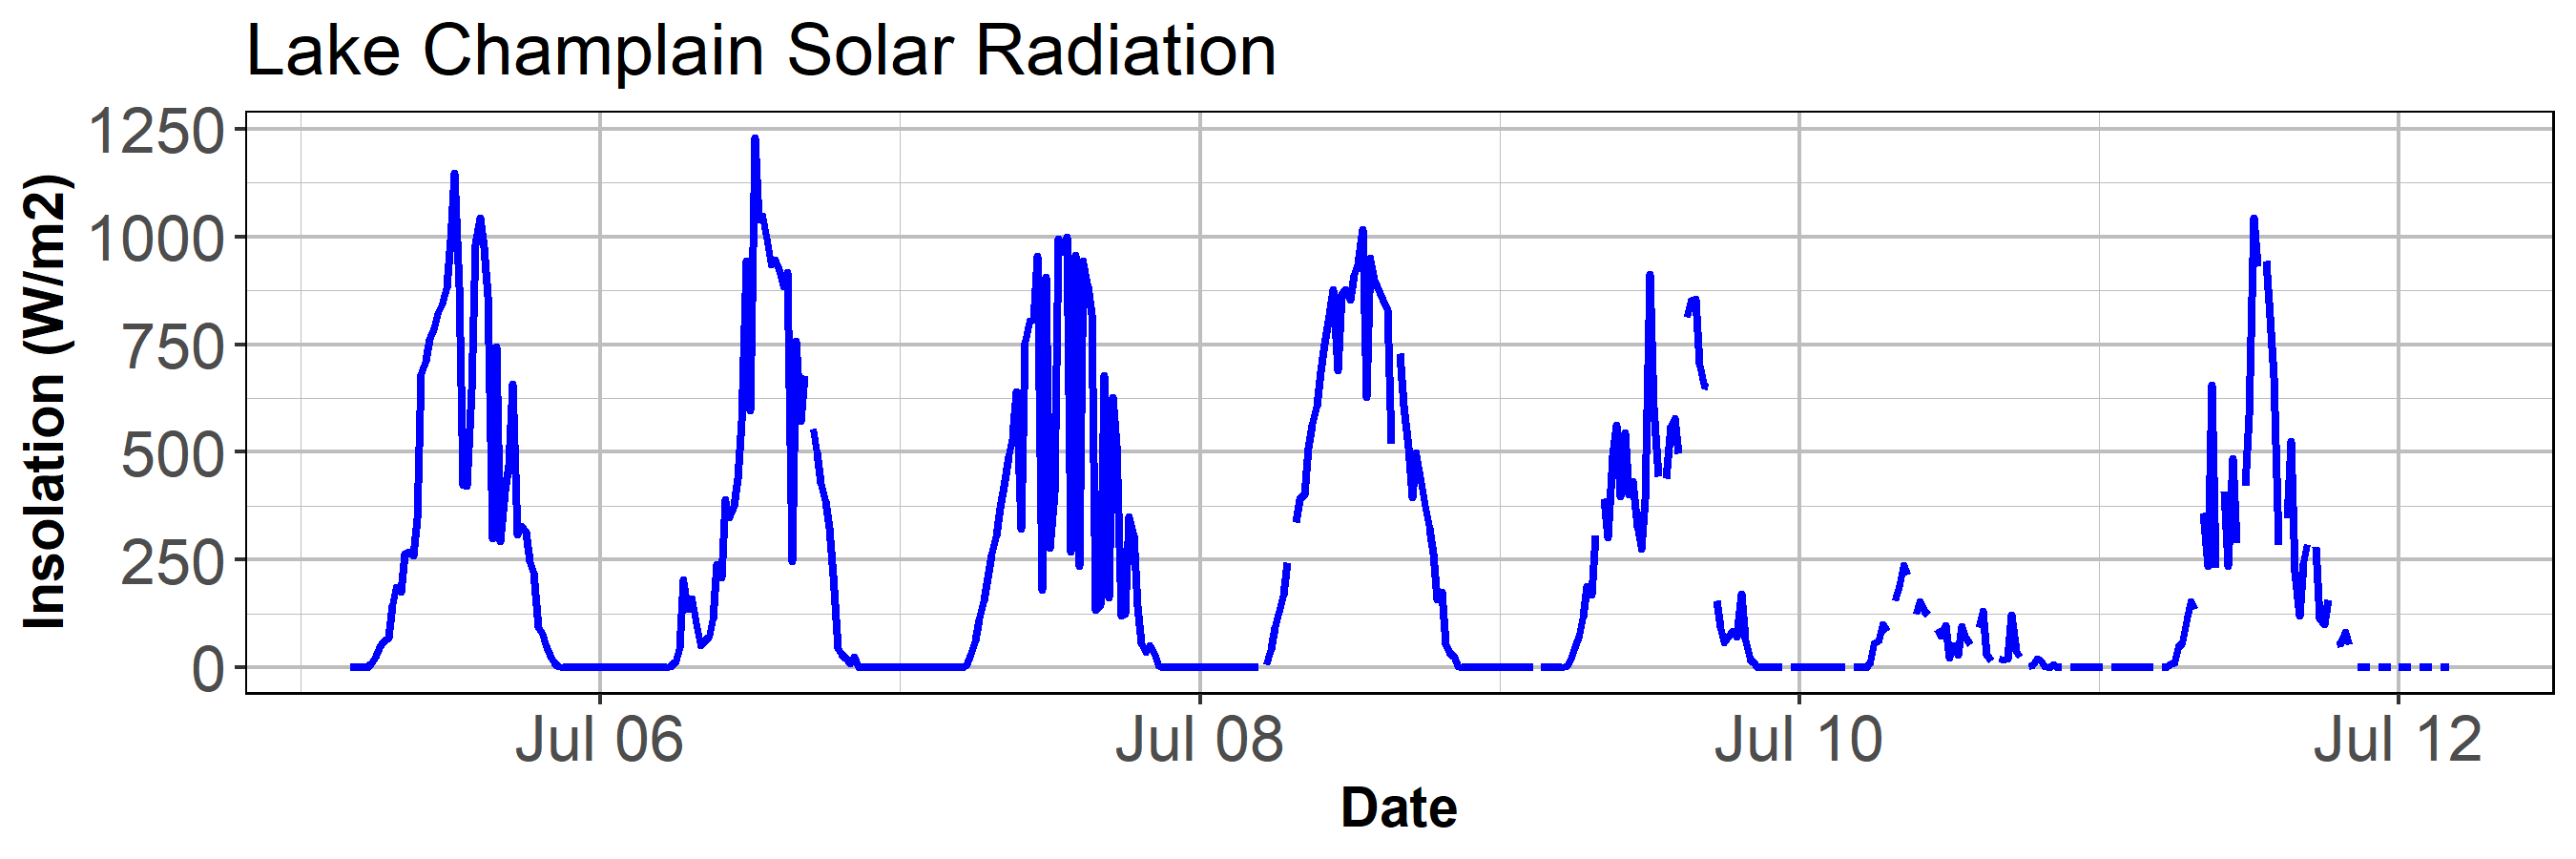 Lake Champlain Solar Radiation
Insolation (W/m2)
1250
1000
750
500
250
0
Jul 06
Jul 08
Jul 10
Jul 12
Date